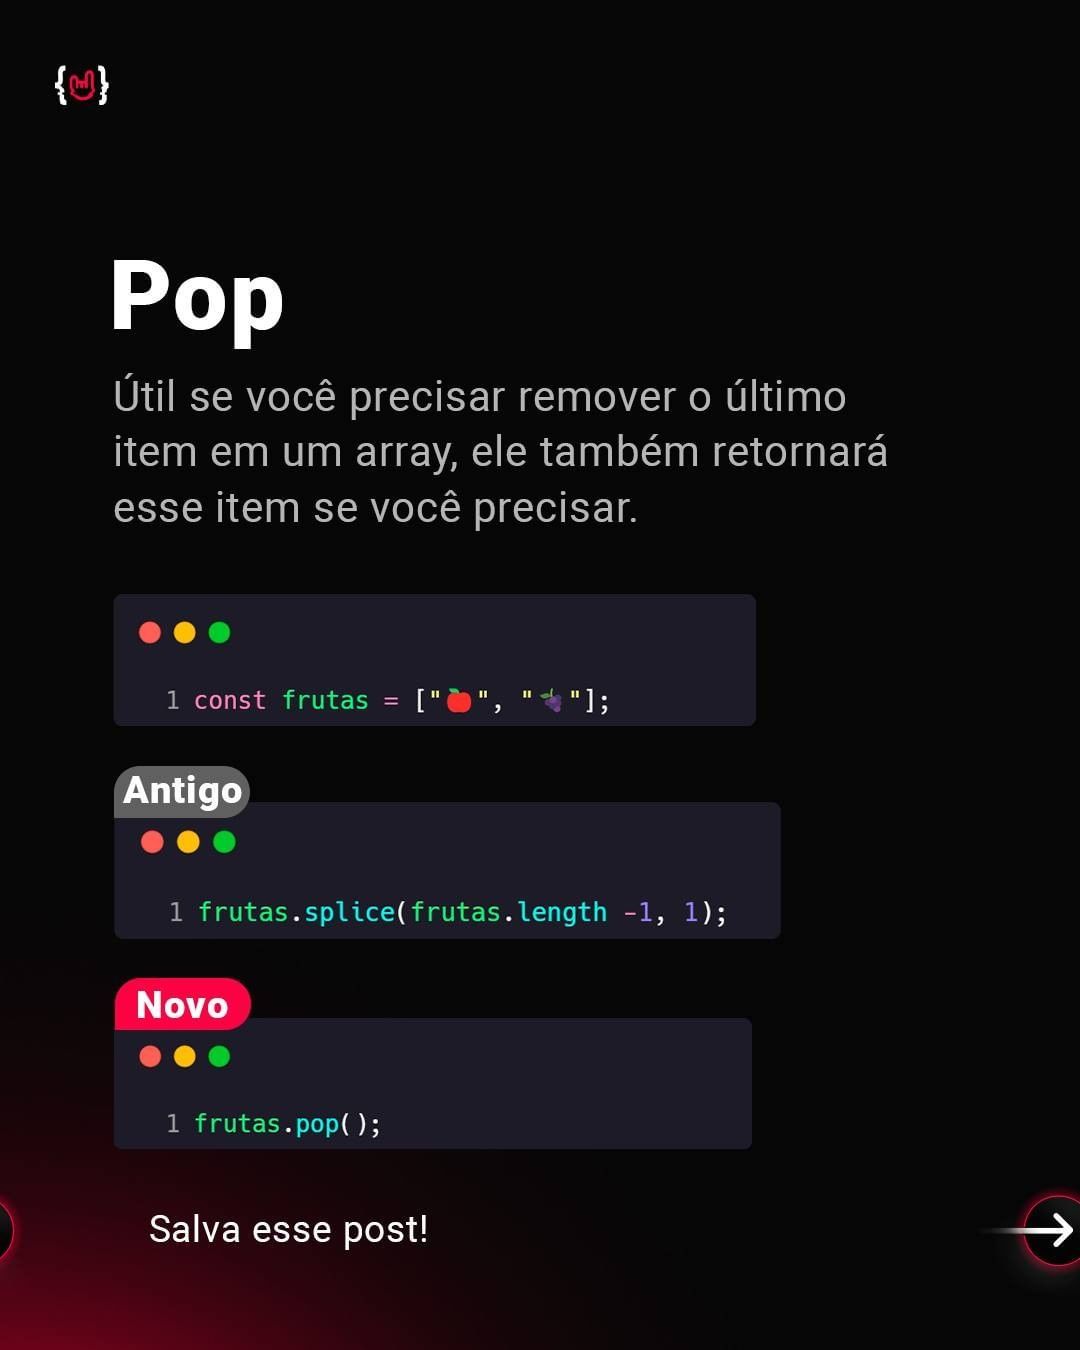 Pop
Útil se você precisar remover o último
item em um array, ele também retornará
esse item se você precisar.
1 const frutas = ["🍎", "🍇"];
Antigo
1 frutas.splice(frutas.length -1, 1);
Novo
1 frutas.pop();
Salva esse post!